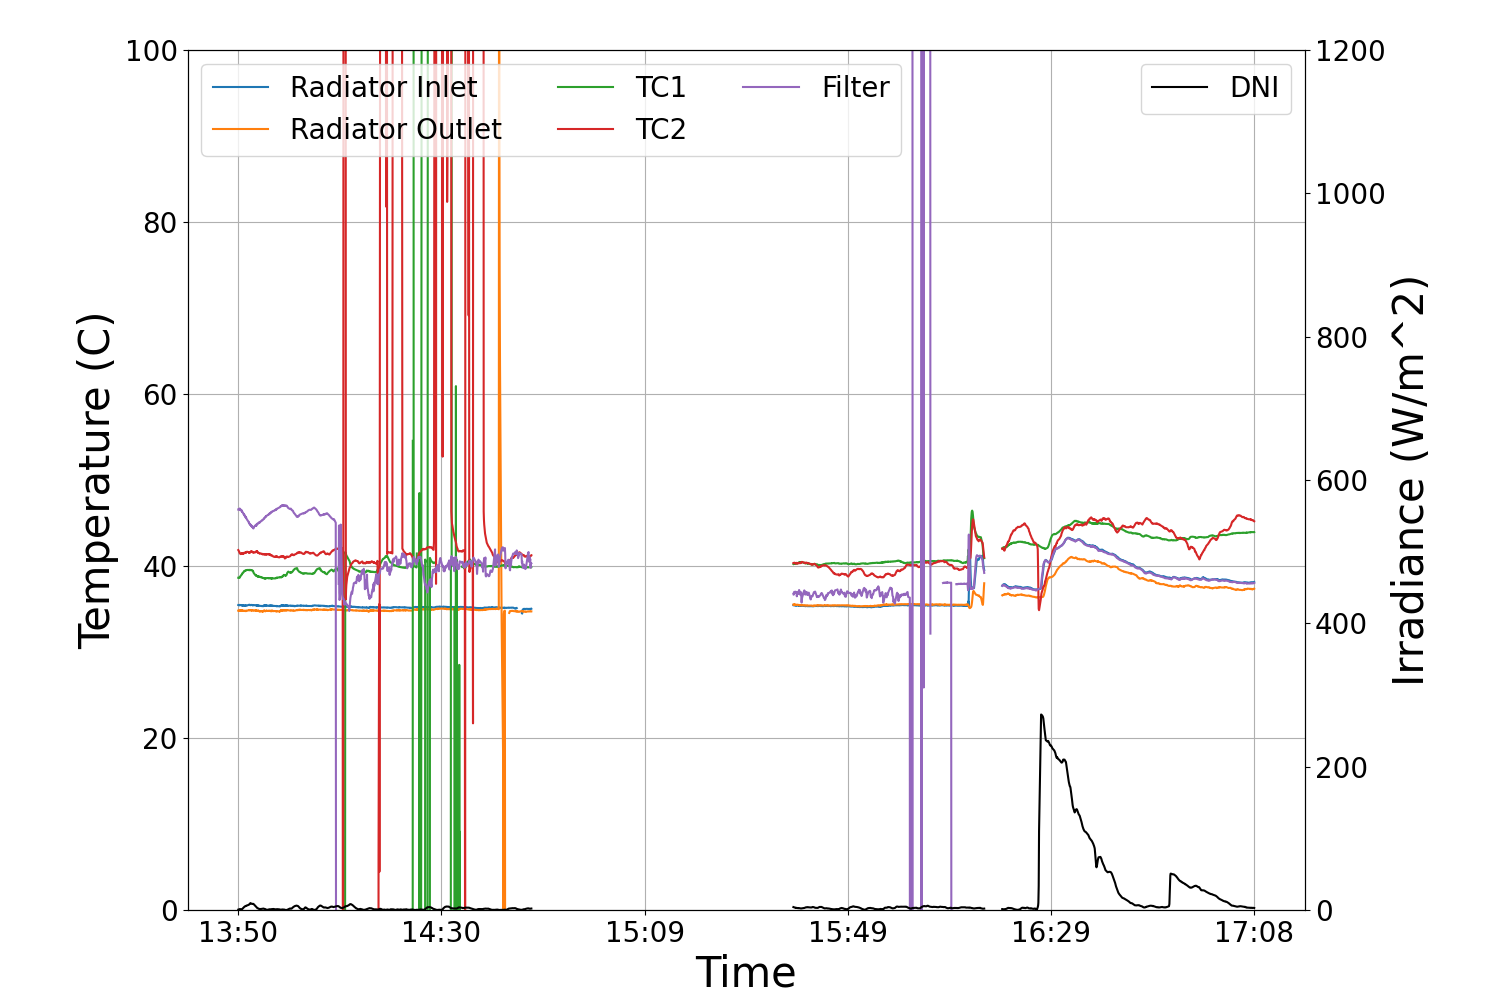 100
80
60
40
20
0
Temperature (C)
Radiator Inlet
Radiator Outlet
TC1
TC2
Filter
DNI
1200
1000
800
600
400
200
0
Irradiance (W/m^2)
13:50 14:30 15:09 15:49 16:29 17:08
Time